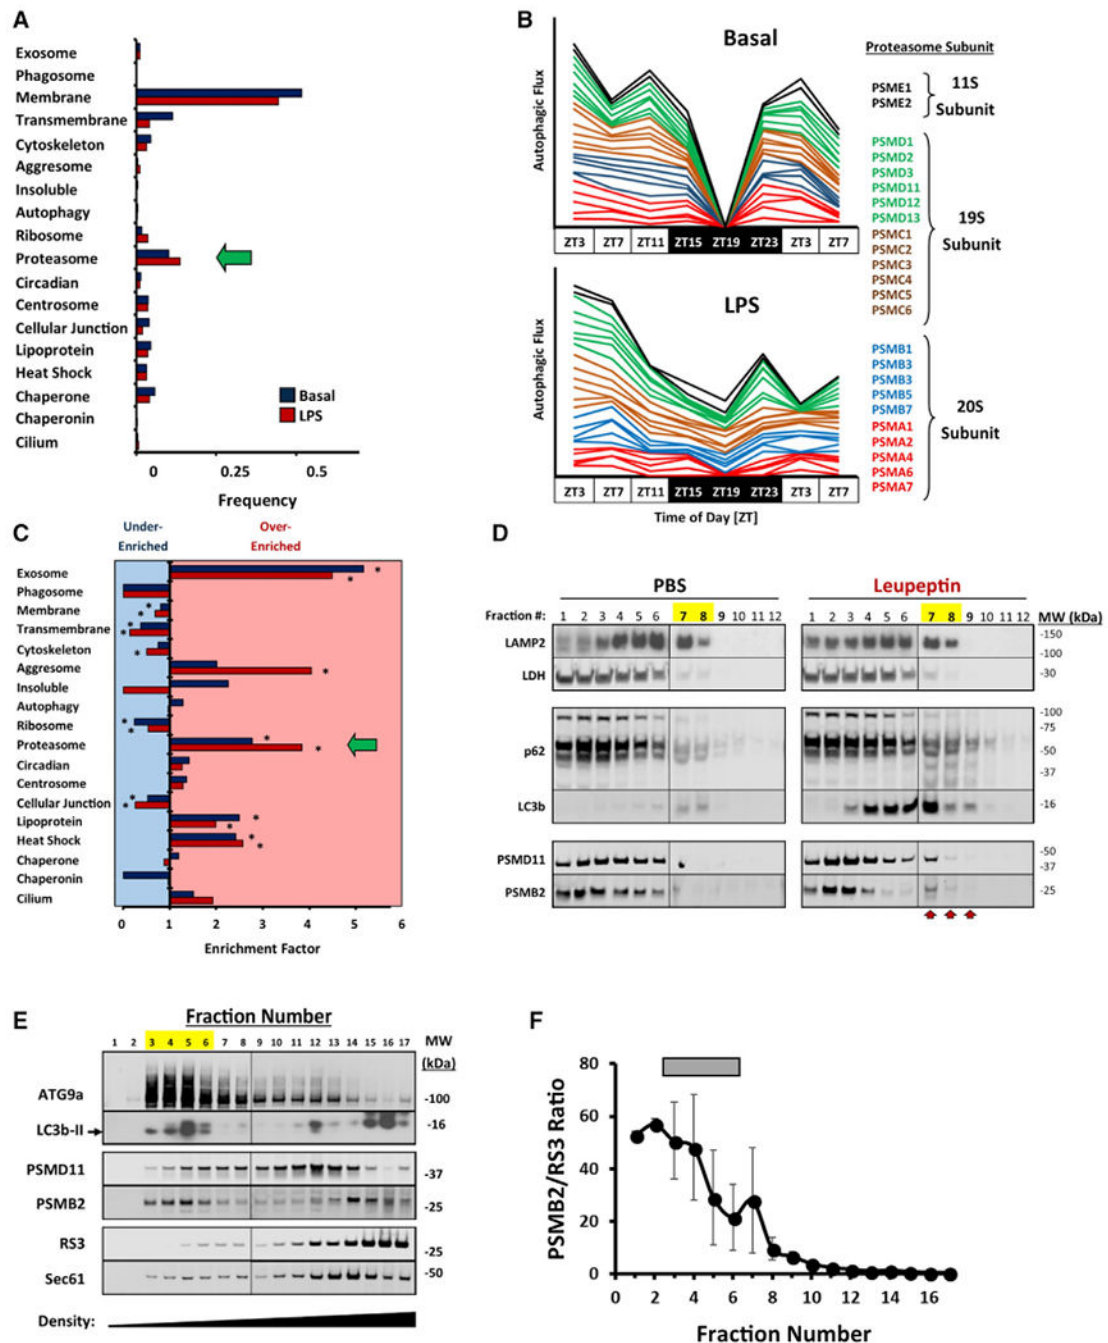 A
Exosome
Phagosome
Membrane
Transmembrane
Cytoskeleton
Aggresome
Insoluble
Autophagy
Ribosome
Proteasome
Circadian
Centrosome
Cellular Junction
Lipoprotein
Heat Shock
Chaperone
Chaperonin
Cilium
Basal
LPS
0 0.25 0.5
Frequency
B
Basal
Autophagic Flux
ZT3 ZT7 ZT11 ZT15 ZT19 ZT23 ZT3 ZT7
LPS
Autophagic Flux
ZT3 ZT7 ZT11 ZT15 ZT19 ZT23 ZT3 ZT7
Time of Day [ZT]
Proteasome Subunit
PSME1
PSME2
11S
Subunit
PSMD1
PSMD2
PSMD3
PSMD11
PSMD12
PSMD13
PSMC1
PSMC2
PSMC3
PSMC4
PSMC5
PSMC6
19S
Subunit
PSMB1
PSMB3
PSMB3
PSMB5
PSMB7
PSMA1
PSMA2
PSMA4
PSMA6
PSMA7
20S
Subunit
C
Under-
Enriched
Over-
Enriched
Exosome * *
Phagosome
Membrane * *
Transmembrane * *
Cytoskeleton *
Aggresome *
Insoluble
Autophagy
Ribosome * *
Proteasome * *
Circadian
Centrosome
Cellular Junction * *
Lipoprotein * *
Heat Shock * *
Chaperone
Chaperonin
Cilium
0 1 2 3 4 5 6
Enrichment Factor
D
PBS Leupeptin
Fraction #: 1 2 3 4 5 6 7 8 9 10 11 12 1 2 3 4 5 6 7 8 9 10 11 12 MW (kDa)
LAMP2 -150
-100
LDH -30
-100
-75
p62 -50
-37
LC3b -16
PSMD11 -50
-37
PSMB2 -25
E
Fraction Number
1 2 3 4 5 6 7 8 9 10 11 12 13 14 15 16 17 MW
(kDa)
ATG9a -100
LC3b-II -16
PSMD11 -37
PSMB2 -25
RS3 -25
Sec61 -50
Density:
F
PSMB2/RS3 Ratio
80
60
40
20
0
0 2 4 6 8 10 12 14 16
Fraction Number